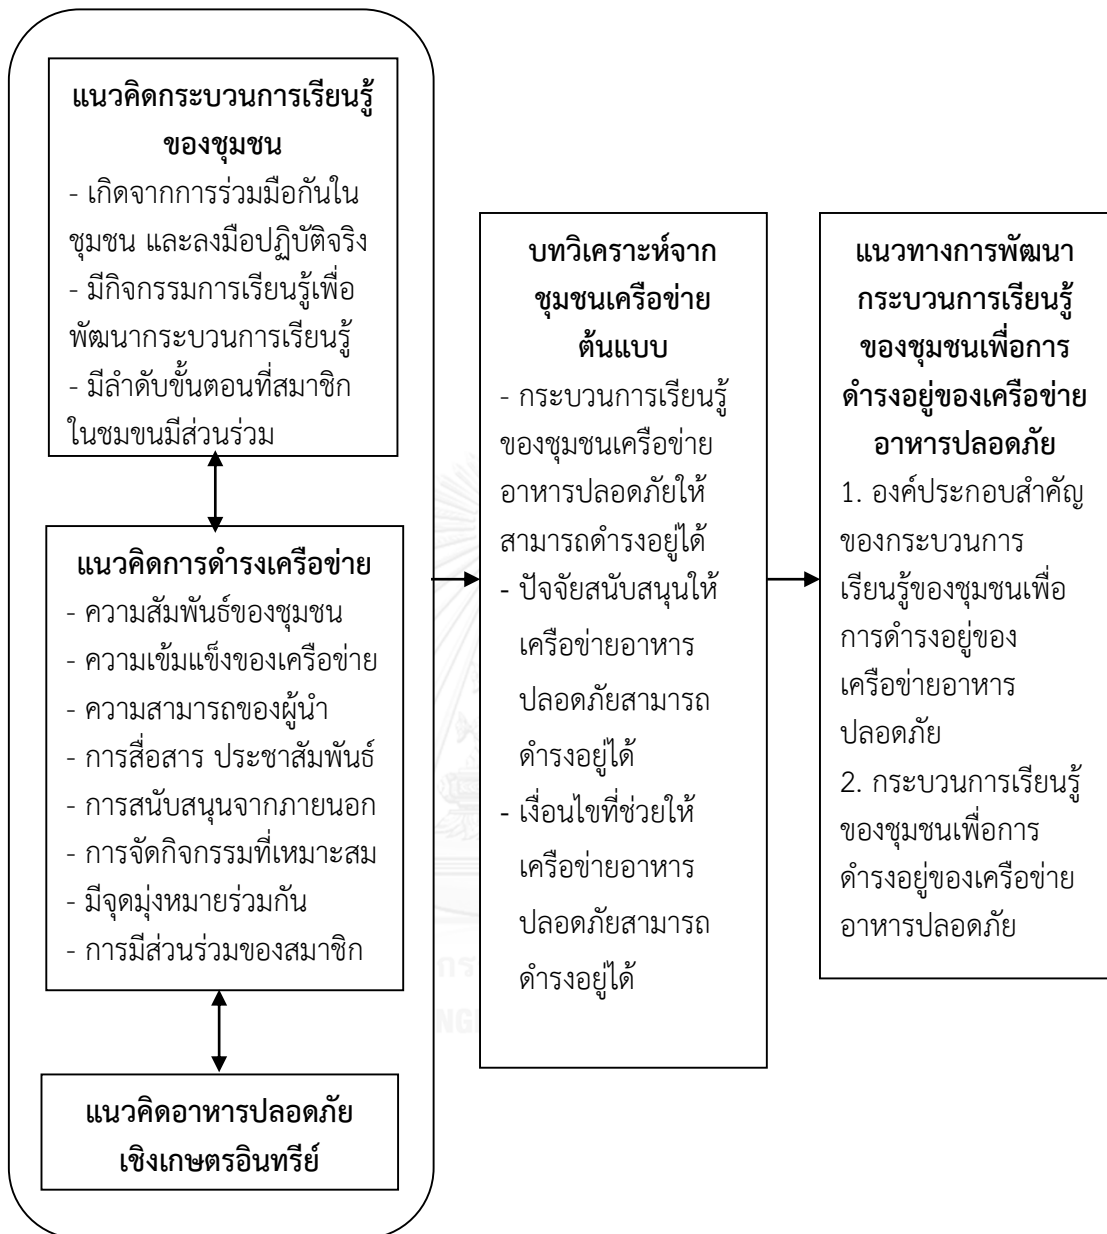 แนวคิดกระบวนการเรียนรู้
ของชุมชน
- เกิดจากการร่วมมือกันใน
ชุมชน และลงมือปฏิบัติจริง
- มีกิจกรรมการเรียนรู้เพื่อ
พัฒนากระบวนการเรียนรู้
- มีลำดับขั้นตอนที่สมาชิก
ในชมขนมีส่วนร่วม
แนวคิดการดำรงเครือข่าย
- ความสัมพันธ์ของชุมชน
- ความเข้มแข็งของเครือข่าย
- ความสามารถของผู้นำ
- การสื่อสาร ประชาสัมพันธ์
- การสนับสนุนจากภายนอก
- การจัดกิจกรรมที่เหมาะสม
- มีจุดมุ่งหมายร่วมกัน
- การมีส่วนร่วมของสมาชิก
แนวคิดอาหารปลอดภัย
เชิงเกษตรอินทรีย์
บทวิเคราะห์จาก
ชุมชนเครือข่าย
ต้นแบบ
- กระบวนการเรียนรู้
ของชุมชนเครือข่าย
อาหารปลอดภัยให้
สามารถดำรงอยู่ได้
- ปัจจัยสนับสนุนให้
เครือข่ายอาหาร
ปลอดภัยสามารถ
ดำรงอยู่ได้
- เงื่อนไขที่ช่วยให้
เครือข่ายอาหาร
ปลอดภัยสามารถ
ดำรงอยู่ได้
แนวทางการพัฒนา
กระบวนการเรียนรู้
ของชุมชนเพื่อการ
ดำรงอยู่ของเครือข่าย
อาหารปลอดภัย
1. องค์ประกอบสำคัญ
ของกระบวนการ
เรียนรู้ของชุมชนเพื่อ
การดำรงอยู่ของ
เครือข่ายอาหาร
ปลอดภัย
2. กระบวนการเรียนรู้
ของชุมชนเพื่อการ
ดำรงอยู่ของเครือข่าย
อาหารปลอดภัย